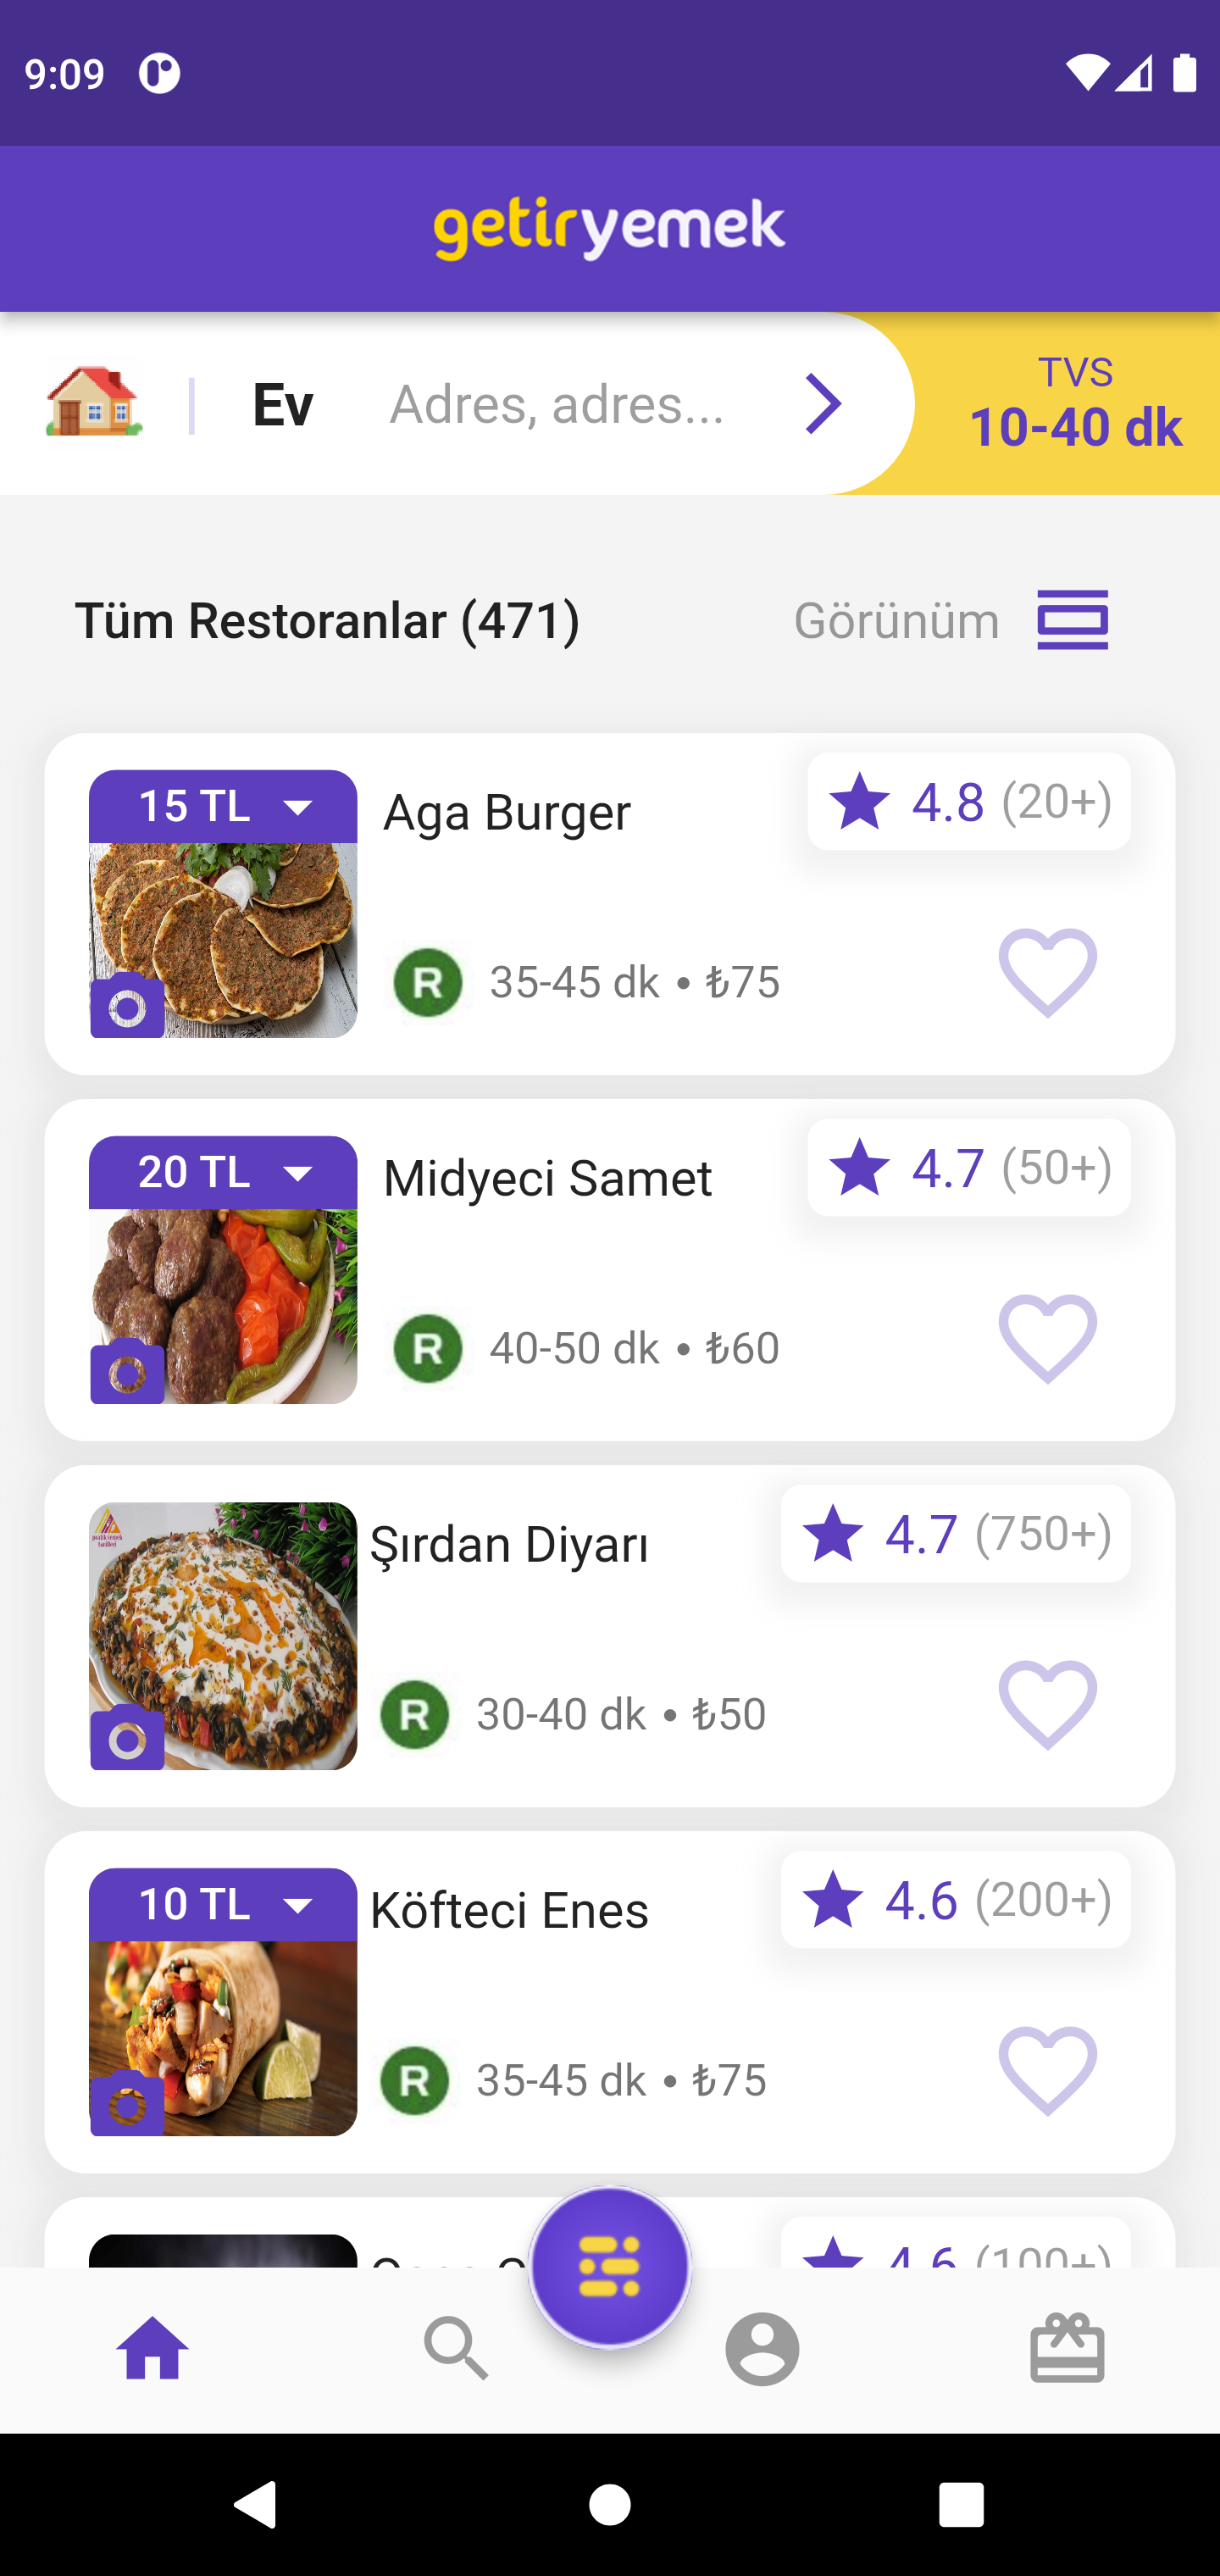 9:09
getiryemek
Ev Adres, adres...
TVS
10-40 dk
Tüm Restoranlar (471) Görünüm
15 TL
Aga Burger
4.8 (20+)
R 35-45 dk • ₺75
20 TL
Midyeci Samet
4.7 (50+)
R 40-50 dk • ₺60
Şırdan Diyarı
4.7 (750+)
R 30-40 dk • ₺50
10 TL
Köfteci Enes
4.6 (200+)
R 35-45 dk • ₺75
4.6 (100+)